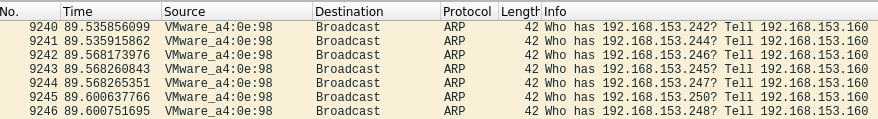 No. Time Source Destination Protocol Length Info
9240 89.535856099 VMware_a4:0e:98 Broadcast ARP 42 Who has 192.168.153.242? Tell 192.168.153.160
9241 89.535915862 VMware_a4:0e:98 Broadcast ARP 42 Who has 192.168.153.244? Tell 192.168.153.160
9242 89.568173976 VMware_a4:0e:98 Broadcast ARP 42 Who has 192.168.153.246? Tell 192.168.153.160
9243 89.568260843 VMware_a4:0e:98 Broadcast ARP 42 Who has 192.168.153.245? Tell 192.168.153.160
9244 89.568265351 VMware_a4:0e:98 Broadcast ARP 42 Who has 192.168.153.247? Tell 192.168.153.160
9245 89.600637766 VMware_a4:0e:98 Broadcast ARP 42 Who has 192.168.153.250? Tell 192.168.153.160
9246 89.600751695 VMware_a4:0e:98 Broadcast ARP 42 Who has 192.168.153.248? Tell 192.168.153.160